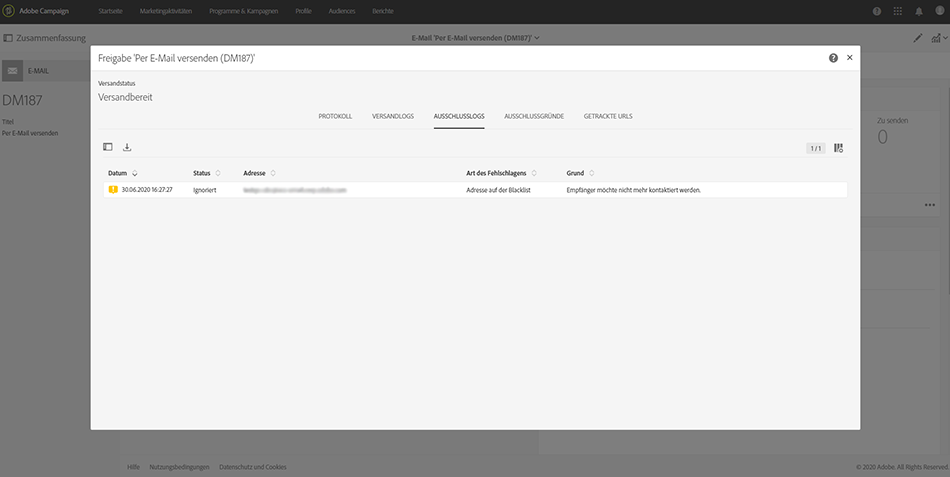 Adobe Campaign Startseite Marketingaktivitäten Programme & Kampagnen Profile Audiences Berichte
Zusammenfassung E-Mail 'Per E-Mail versenden (DM187)'
E-MAIL
DM187
Titel
Per E-Mail versenden
Zu senden
0
Freigabe 'Per E-Mail versenden (DM187)'
Versandstatus
Versandbereit
PROTOKOLL VERSANDLOGS AUSSCHLUSSLOGS AUSSCHLUSSGRÜNDE GETRACKTE URLS
1 / 1
Datum Status Adresse Art des Fehlschlagens Grund
30.06.2020 16:27:27 Ignoriert Adresse auf der Blacklist Empfänger möchte nicht mehr kontaktiert werden.
Hilfe Nutzungsbedingungen Datenschutz und Cookies © 2020 Adobe. All Rights Reserved